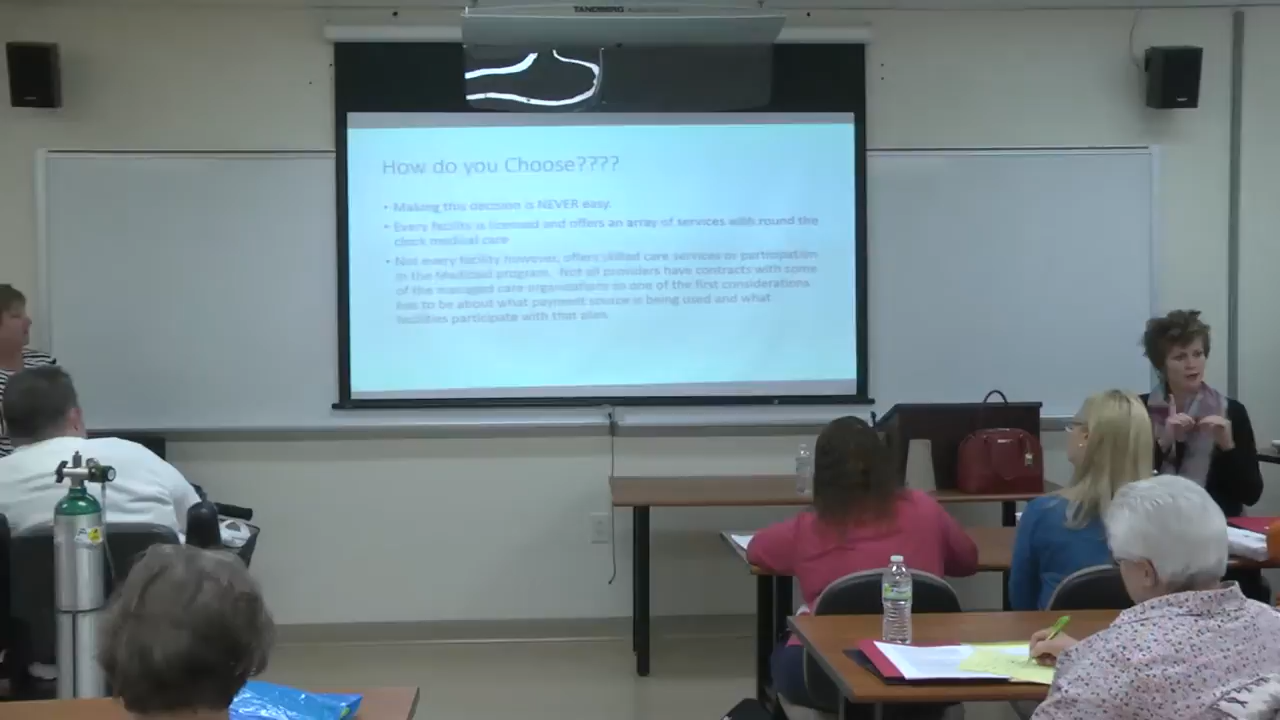 TANDBERG
How do you Choose????
• Making this decision is NEVER easy.
• Every facility is licensed and offers an array of services with round the
clock medical care
• Not every facility however, offers skilled care services or participation
in the Medicaid program. Not all providers have contracts with some
of the managed care organizations so one of the first considerations
has to be about what payment source is being used and what
facilities participate with that plan.